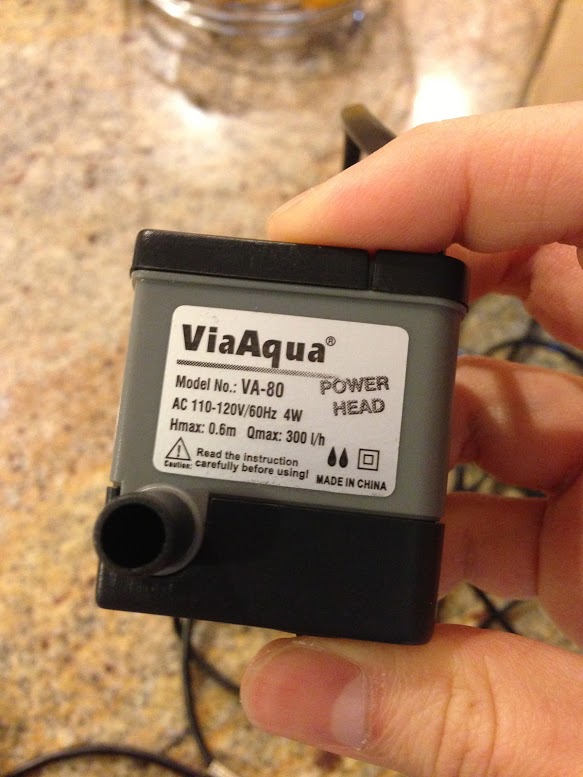 ViaAqua®
Model No.: VA-80
POWER
HEAD
AC 110-120V/60Hz 4W
Hmax: 0.6m Qmax: 300 l/h
Caution:
Read the instruction
carefully before using!
MADE IN CHINA